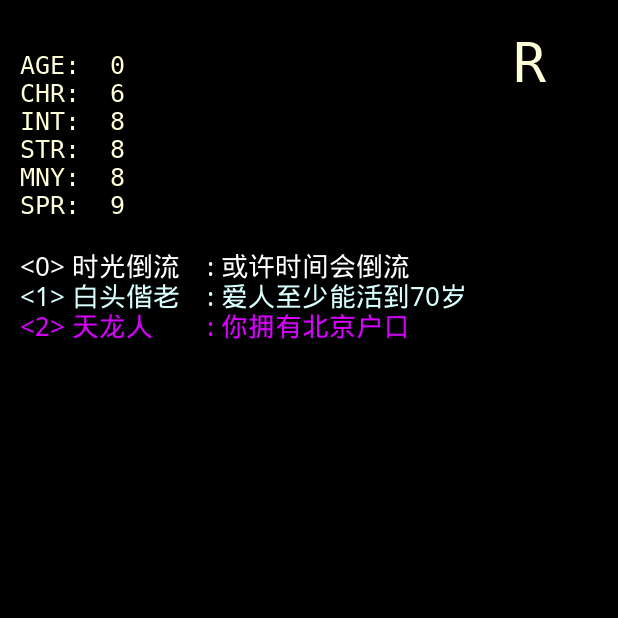 R
AGE: 0
CHR: 6
INT: 8
STR: 8
MNY: 8
SPR: 9
<0> 时光倒流 : 或许时间会倒流
<1> 白头偕老 : 爱人至少能活到70岁
<2> 天龙人 : 你拥有北京户口